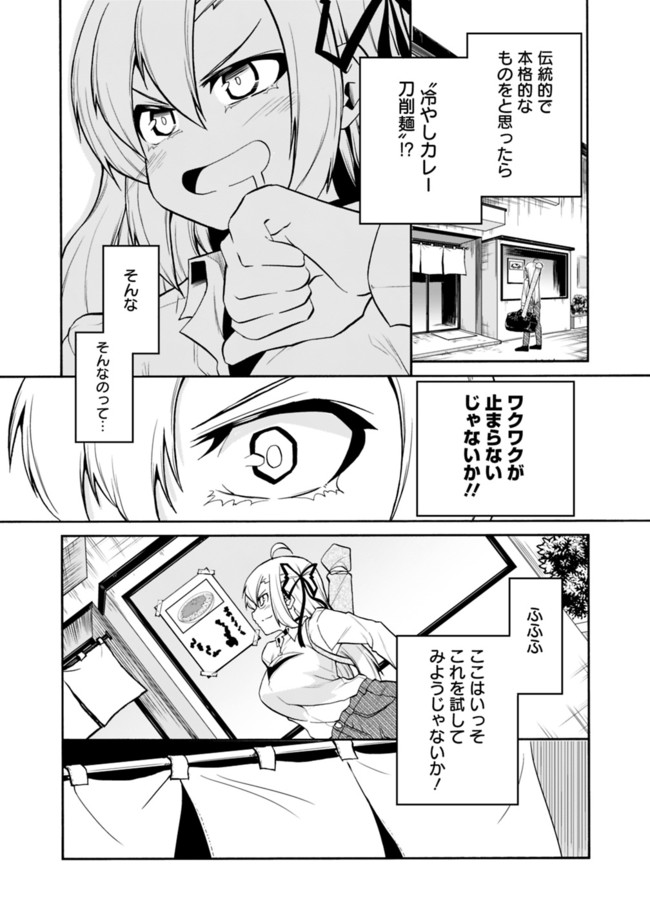 伝統的で
本格的な
ものをと思ったら
“冷やしカレー
刀削麺”!?
そんな
そんなのって…
ワクワクが
止まらない
じゃないか!!
ふふふ
ここはいっそ
これを試して
みようじゃないか!